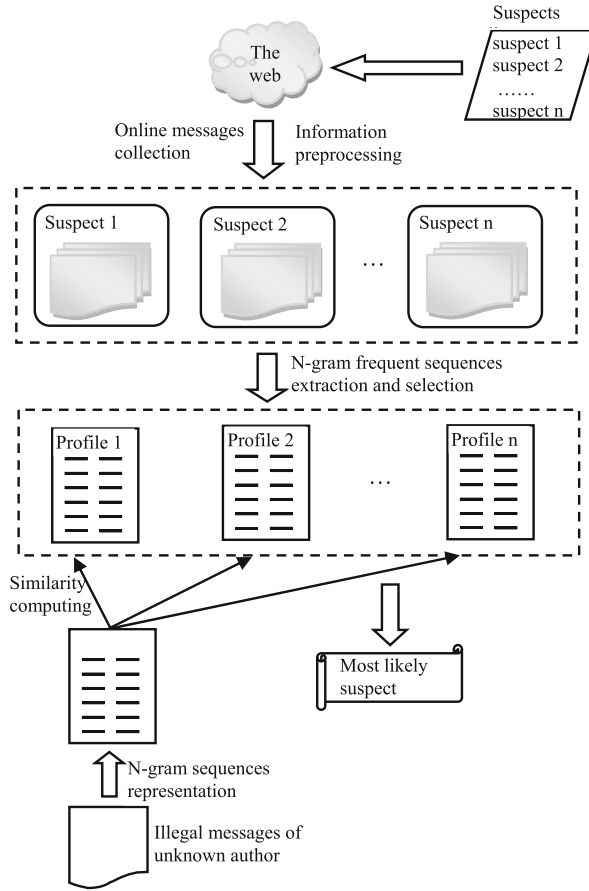 Suspects
suspect 1
suspect 2
......
suspect n
The
web
Online messages
collection
Information
preprocessing
Suspect 1
Suspect 2
...
Suspect n
N-gram frequent sequences
extraction and selection
Profile 1
Profile 2
...
Profile n
Similarity
computing
Most likely
suspect
N-gram sequences
representation
Illegal messages of
unknown author